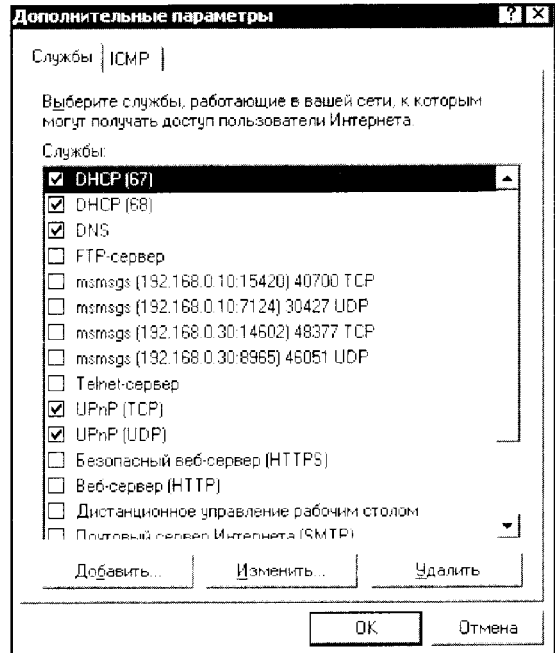 Дополнительные параметры
Службы
ICMP
Выберите службы, работающие в вашей сети, к которым
могут получать доступ пользователи Интернета.
Службы:
DHCP (67)
DHCP (68)
DNS
FTP-сервер
msmsgs (192.168.0.10:15420) 40700 TCP
msmsgs (192.168.0.10:7124) 30427 UDP
msmsgs (192.168.0.30:14602) 48377 TCP
msmsgs (192.168.0.30:8965) 46051 UDP
Telnet-сервер
UPnP (TCP)
UPnP (UDP)
Безопасный веб-сервер (HTTPS)
Веб-сервер (HTTP)
Дистанционное управление рабочим столом
Почтовый сервер Интернета (SMTP)
Добавить...
Изменить...
Удалить
OK
Отмена